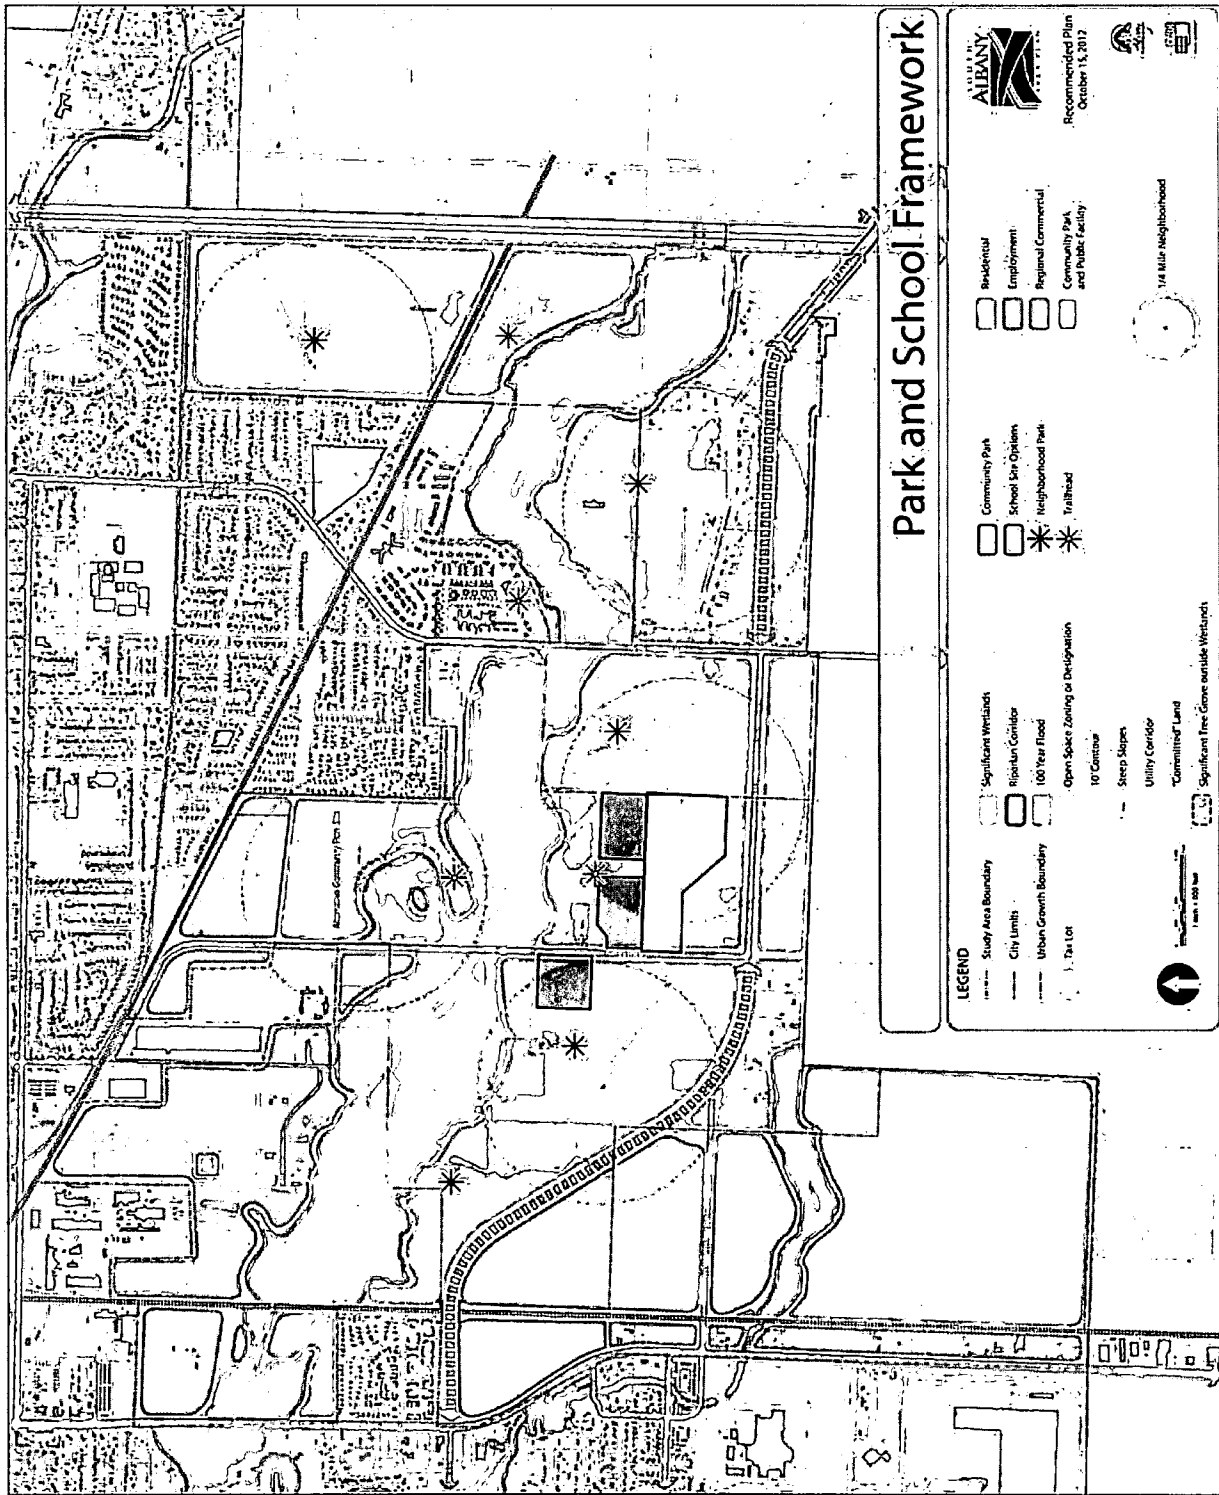 Park and School Framework
LEGEND
Study Area Boundary
City Limits
Urban Growth Boundary
Tax Lot
Significant Wetlands
Riparian Corridor
100 Year Flood
Open Space Zoning or Designation
10' Contour
Steep Slopes
Utility Corridor
"Committed" Land
Significant Tree Grove outside Wetlands
Community Park
School Site Options
Neighborhood Park
Trailhead
Residential
Employment
Regional Commercial
Community Park
and Public Facility
1/4 Mile Neighborhood
SOUTH
ALBANY
Recommended Plan
October 15, 2012